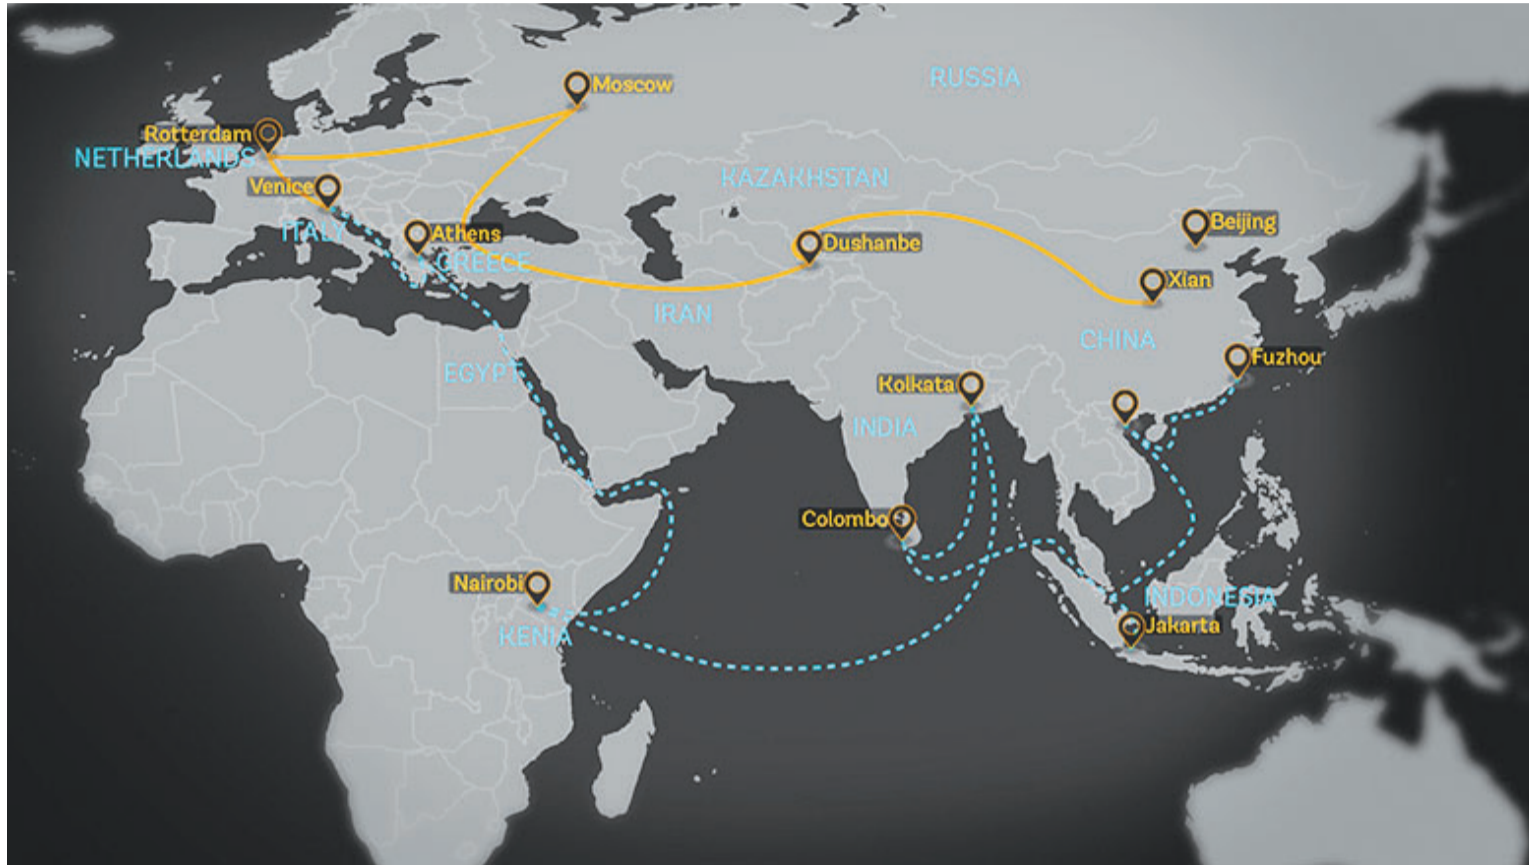 Moscow
RUSSIA
Rotterdam
NETHERLANDS
Venice
KAZAKHSTAN
Beijing
ITALY
Athens
Dushanbe
GREECE
Xian
IRAN
CHINA
Fuzhou
EGYPT
Kolkata
INDIA
Colombo
Nairobi
INDONESIA
Jakarta
KENIA